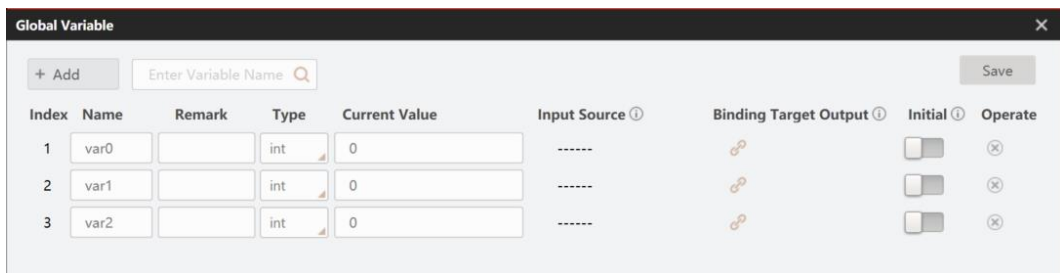 Global Variable
+ Add Enter Variable Name Save
Index Name Remark Type Current Value Input Source Binding Target Output Initial Operate
1 var0 int 0 ------
2 var1 int 0 ------
3 var2 int 0 ------